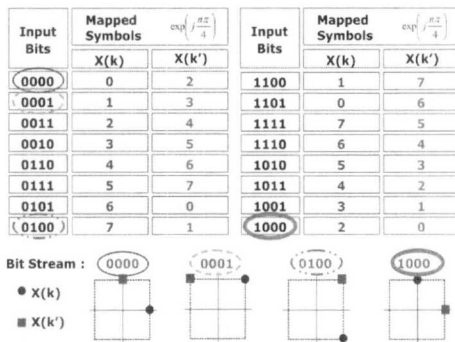 Input Bits | Mapped Symbols | exp(j nπ/4) | Input Bits | Mapped Symbols | exp(j nπ/4)
X(k) | X(k') | X(k) | X(k')
0000 | 0 | 2 | 1100 | 1 | 7
0001 | 1 | 3 | 1101 | 0 | 6
0011 | 2 | 4 | 1111 | 7 | 5
0010 | 3 | 5 | 1110 | 6 | 4
0110 | 4 | 6 | 1010 | 5 | 3
0111 | 5 | 7 | 1011 | 4 | 2
0101 | 6 | 0 | 1001 | 3 | 1
0100 | 7 | 1 | 1000 | 2 | 0
Bit Stream : 0000 0001 0100 1000
X(k)
X(k')